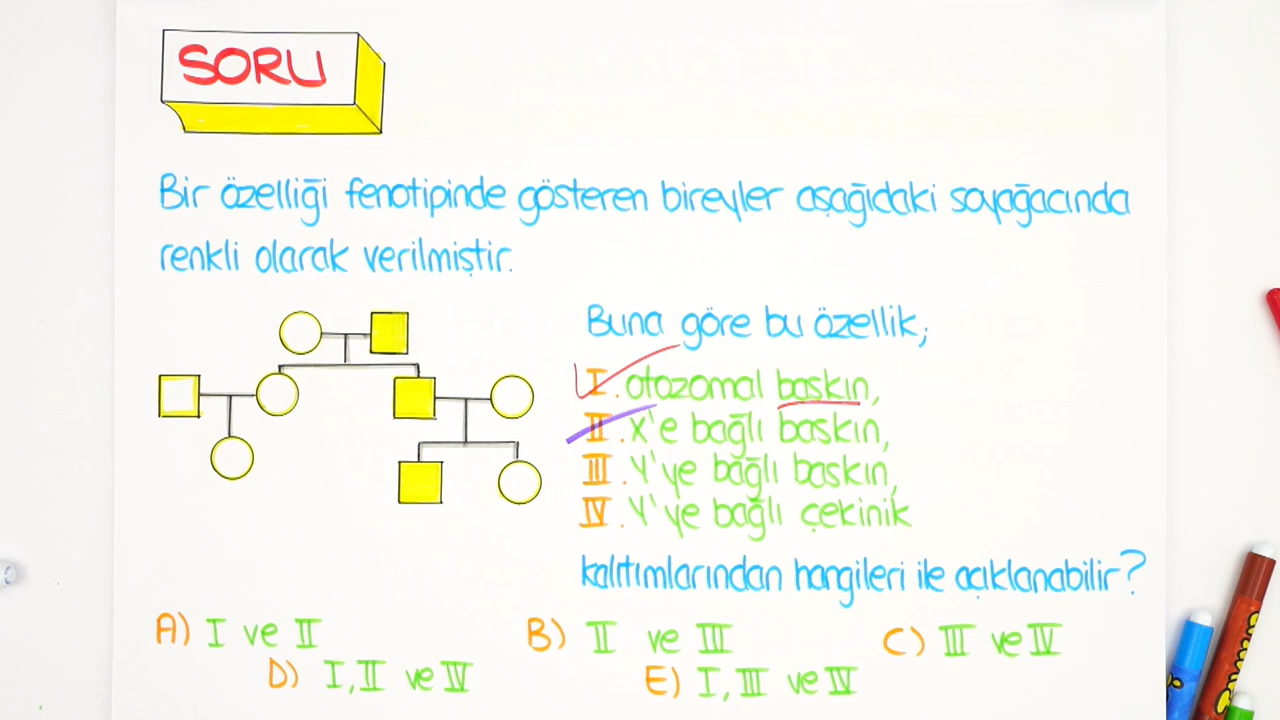 SORU
Bir özelliği fenotipinde gösteren bireyler aşağıdaki soyağacında
renkli olarak verilmiştir.
Buna göre bu özellik;
I. otozomal baskın,
II. X'e bağlı baskın,
III. Y'ye bağlı baskın,
IV. Y'ye bağlı çekinik
kalıtımlarından hangileri ile açıklanabilir?
A) I ve II
B) II ve III
C) III ve IV
D) I, II ve IV
E) I, III ve IV